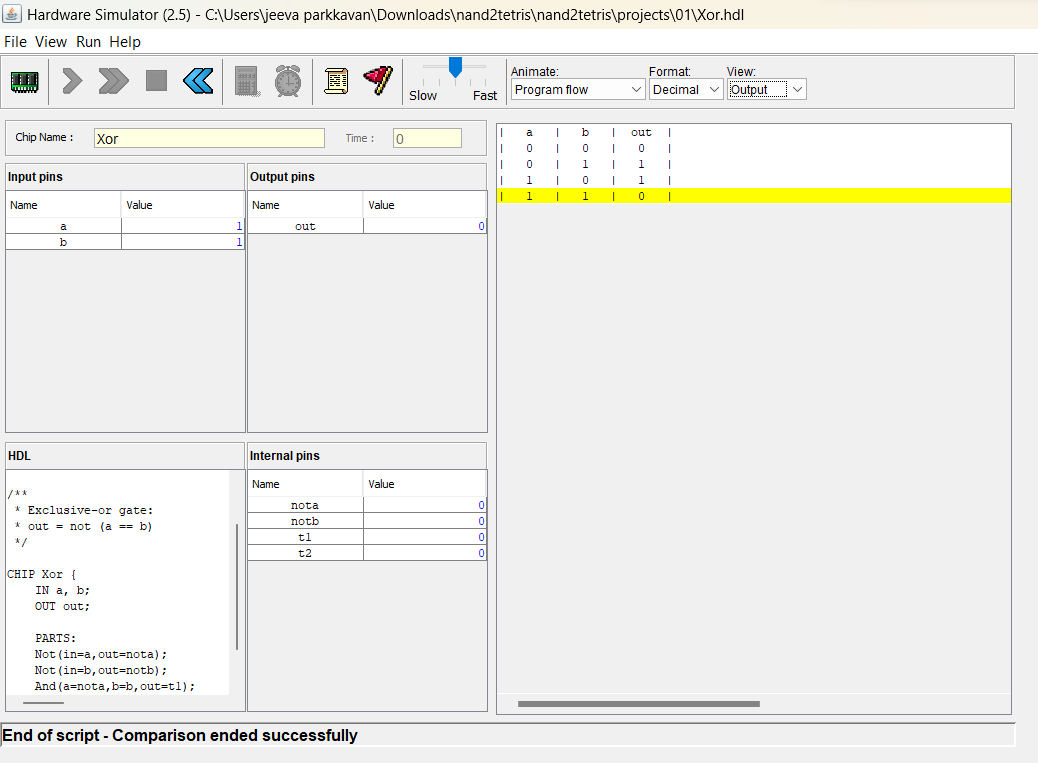 Hardware Simulator (2.5) - C:\Users\jeeva parkkavan\Downloads\nand2tetris\nand2tetris\projects\01\Xor.hdl
File View Run Help
Slow Fast
Animate: Format: View:
Program flow Decimal Output
Chip Name : Xor Time : 0
Input pins
Name Value
a 1
b 1
Output pins
Name Value
out 0
HDL
/**
* Exclusive-or gate:
* out = not (a == b)
*/
CHIP Xor {
IN a, b;
OUT out;
PARTS:
Not(in=a,out=nota);
Not(in=b,out=notb);
And(a=nota,b=b,out=t1);
Internal pins
Name Value
nota 0
notb 0
t1 0
t2 0
| a | b | out |
| 0 | 0 | 0 |
| 0 | 1 | 1 |
| 1 | 0 | 1 |
| 1 | 1 | 0 |
End of script - Comparison ended successfully